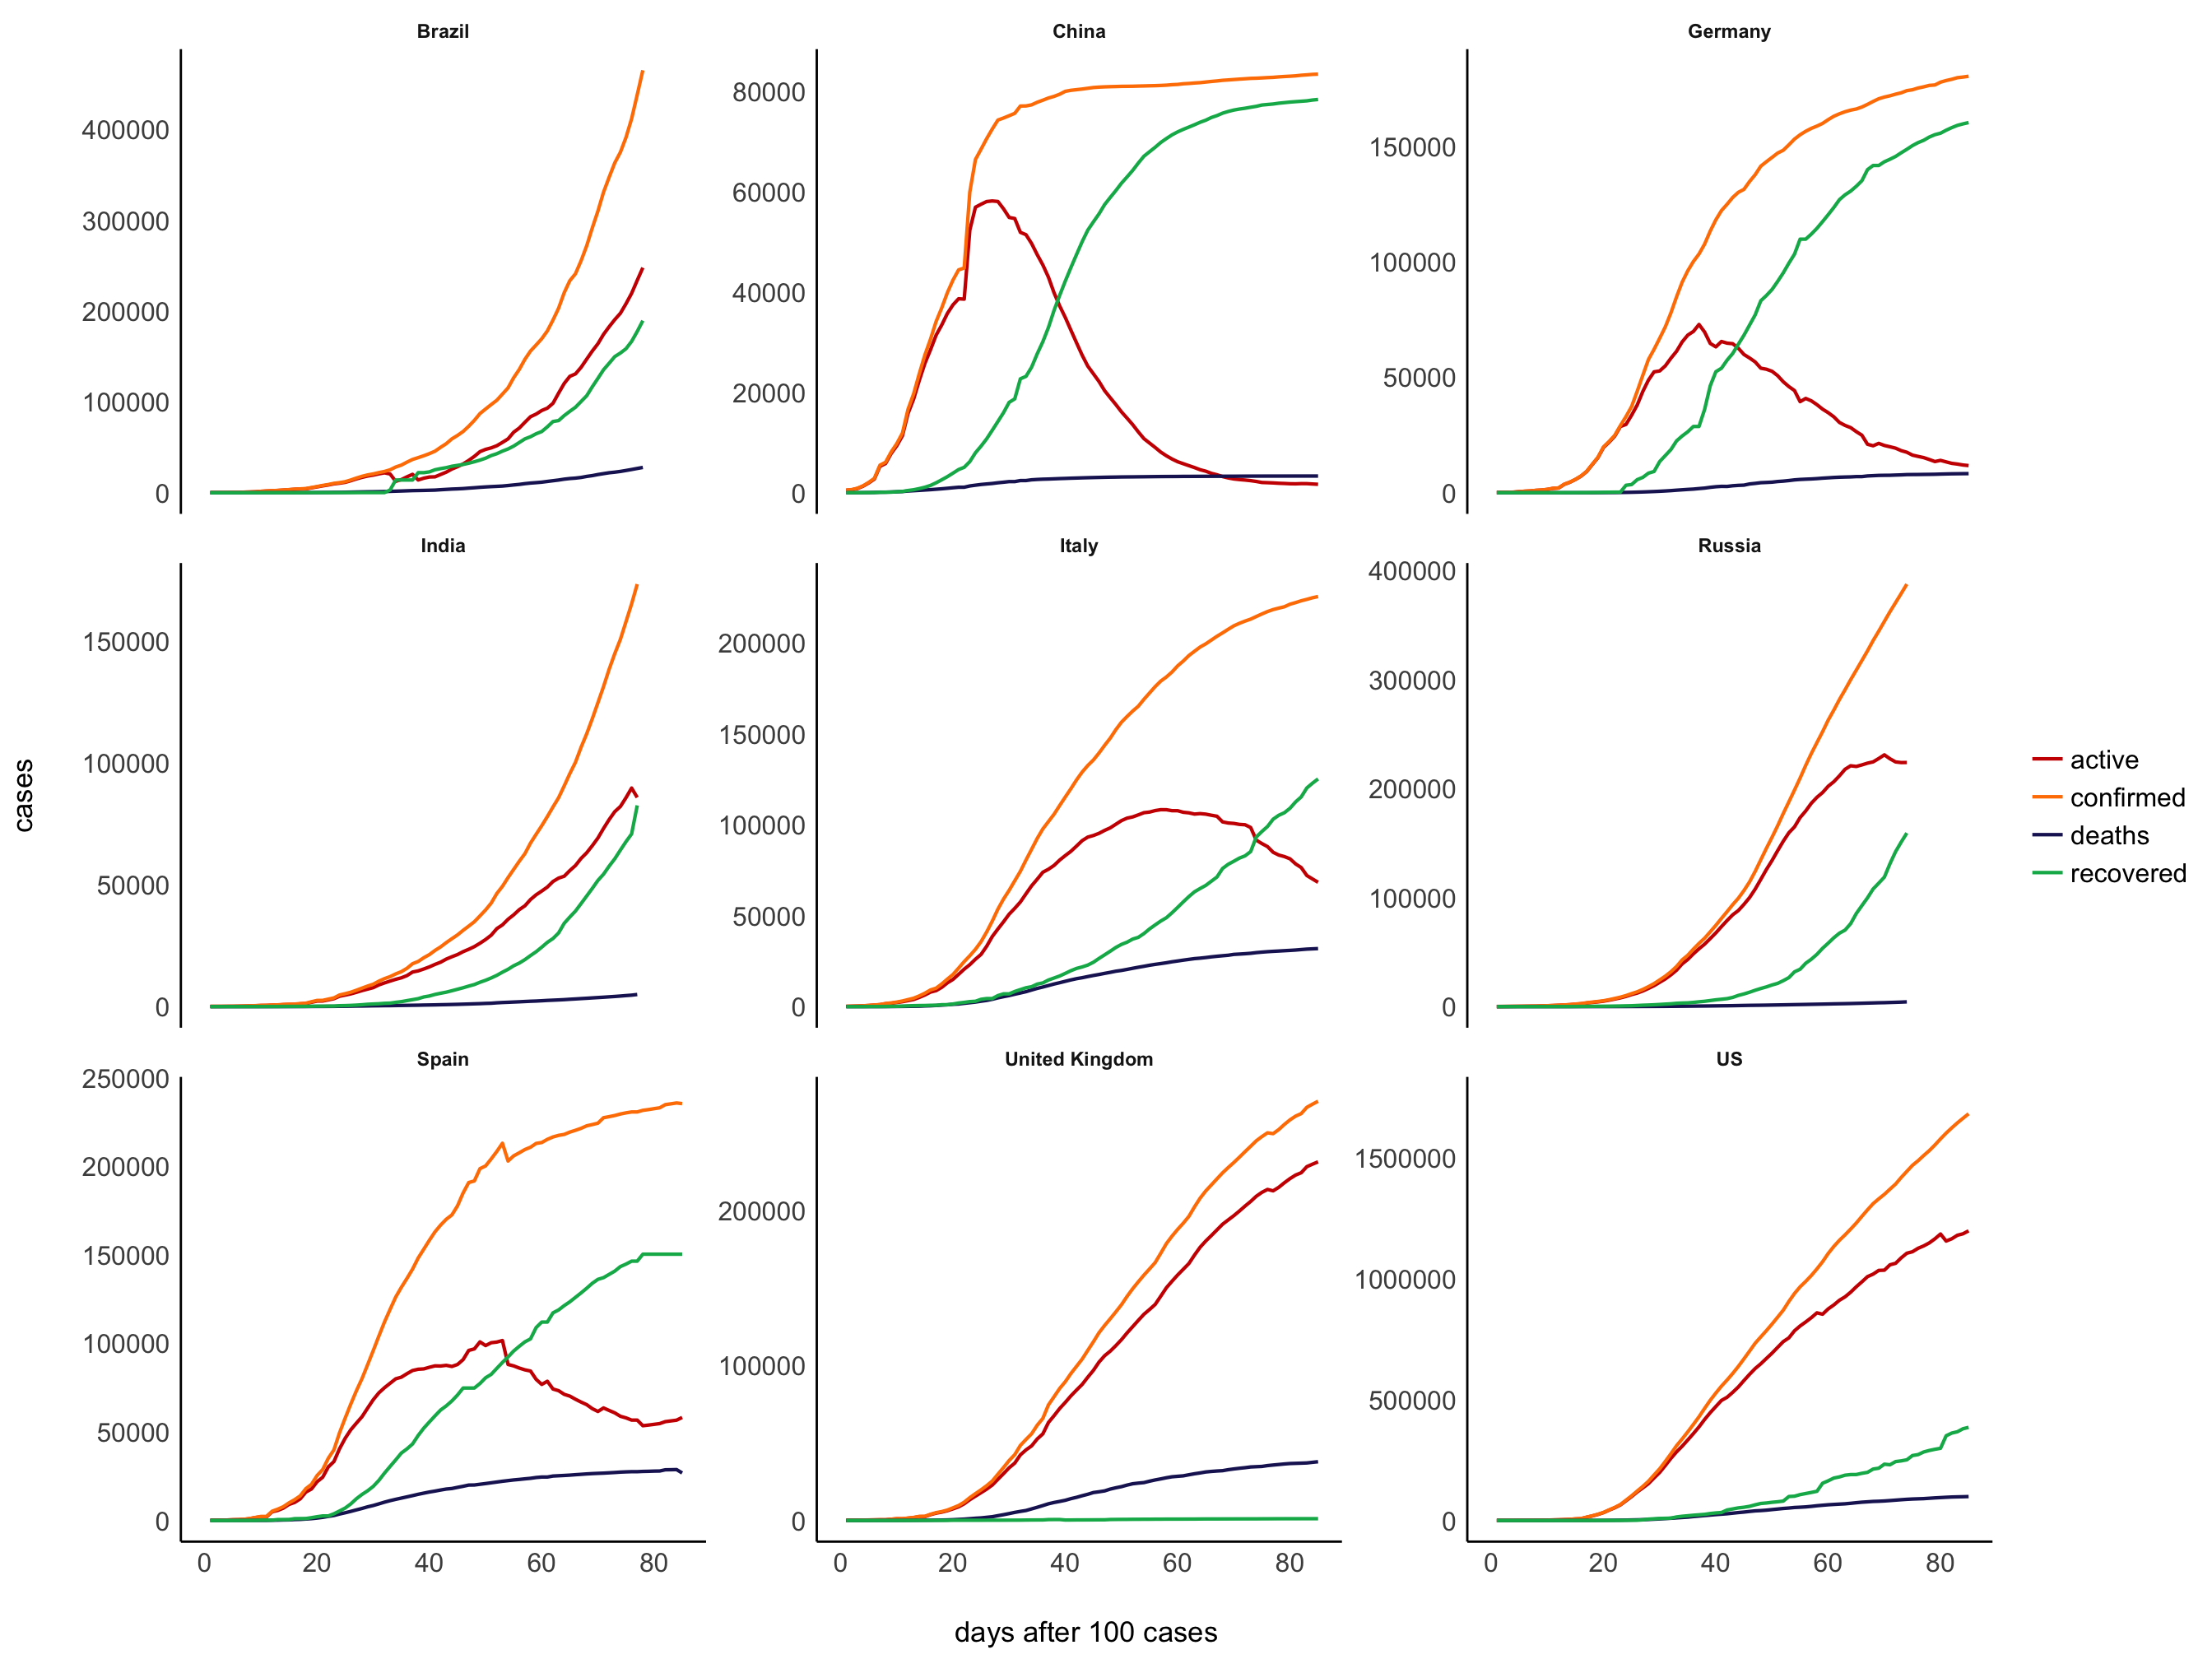 Brazil
China
Germany
400000
300000
200000
100000
0
80000
60000
40000
20000
0
150000
100000
50000
0
India
Italy
Russia
150000
100000
50000
0
200000
150000
100000
50000
0
400000
300000
200000
100000
0
Spain
United Kingdom
US
250000
200000
150000
100000
50000
0
200000
100000
0
1500000
1000000
500000
0
0 20 40 60 80
0 20 40 60 80
0 20 40 60 80
days after 100 cases
cases
active
confirmed
deaths
recovered